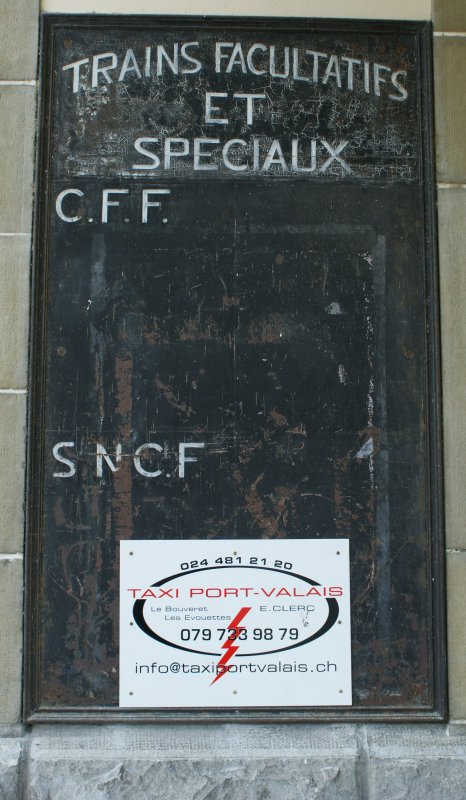 TRAINS FACULTATIFS
ET
SPECIAUX
C.F.F.
S.N.C.F
024 481 21 20
TAXI PORT-VALAIS
Le Bouveret E.CLERC
Les Evouettes
079 733 98 79
info@taxiportvalais.ch